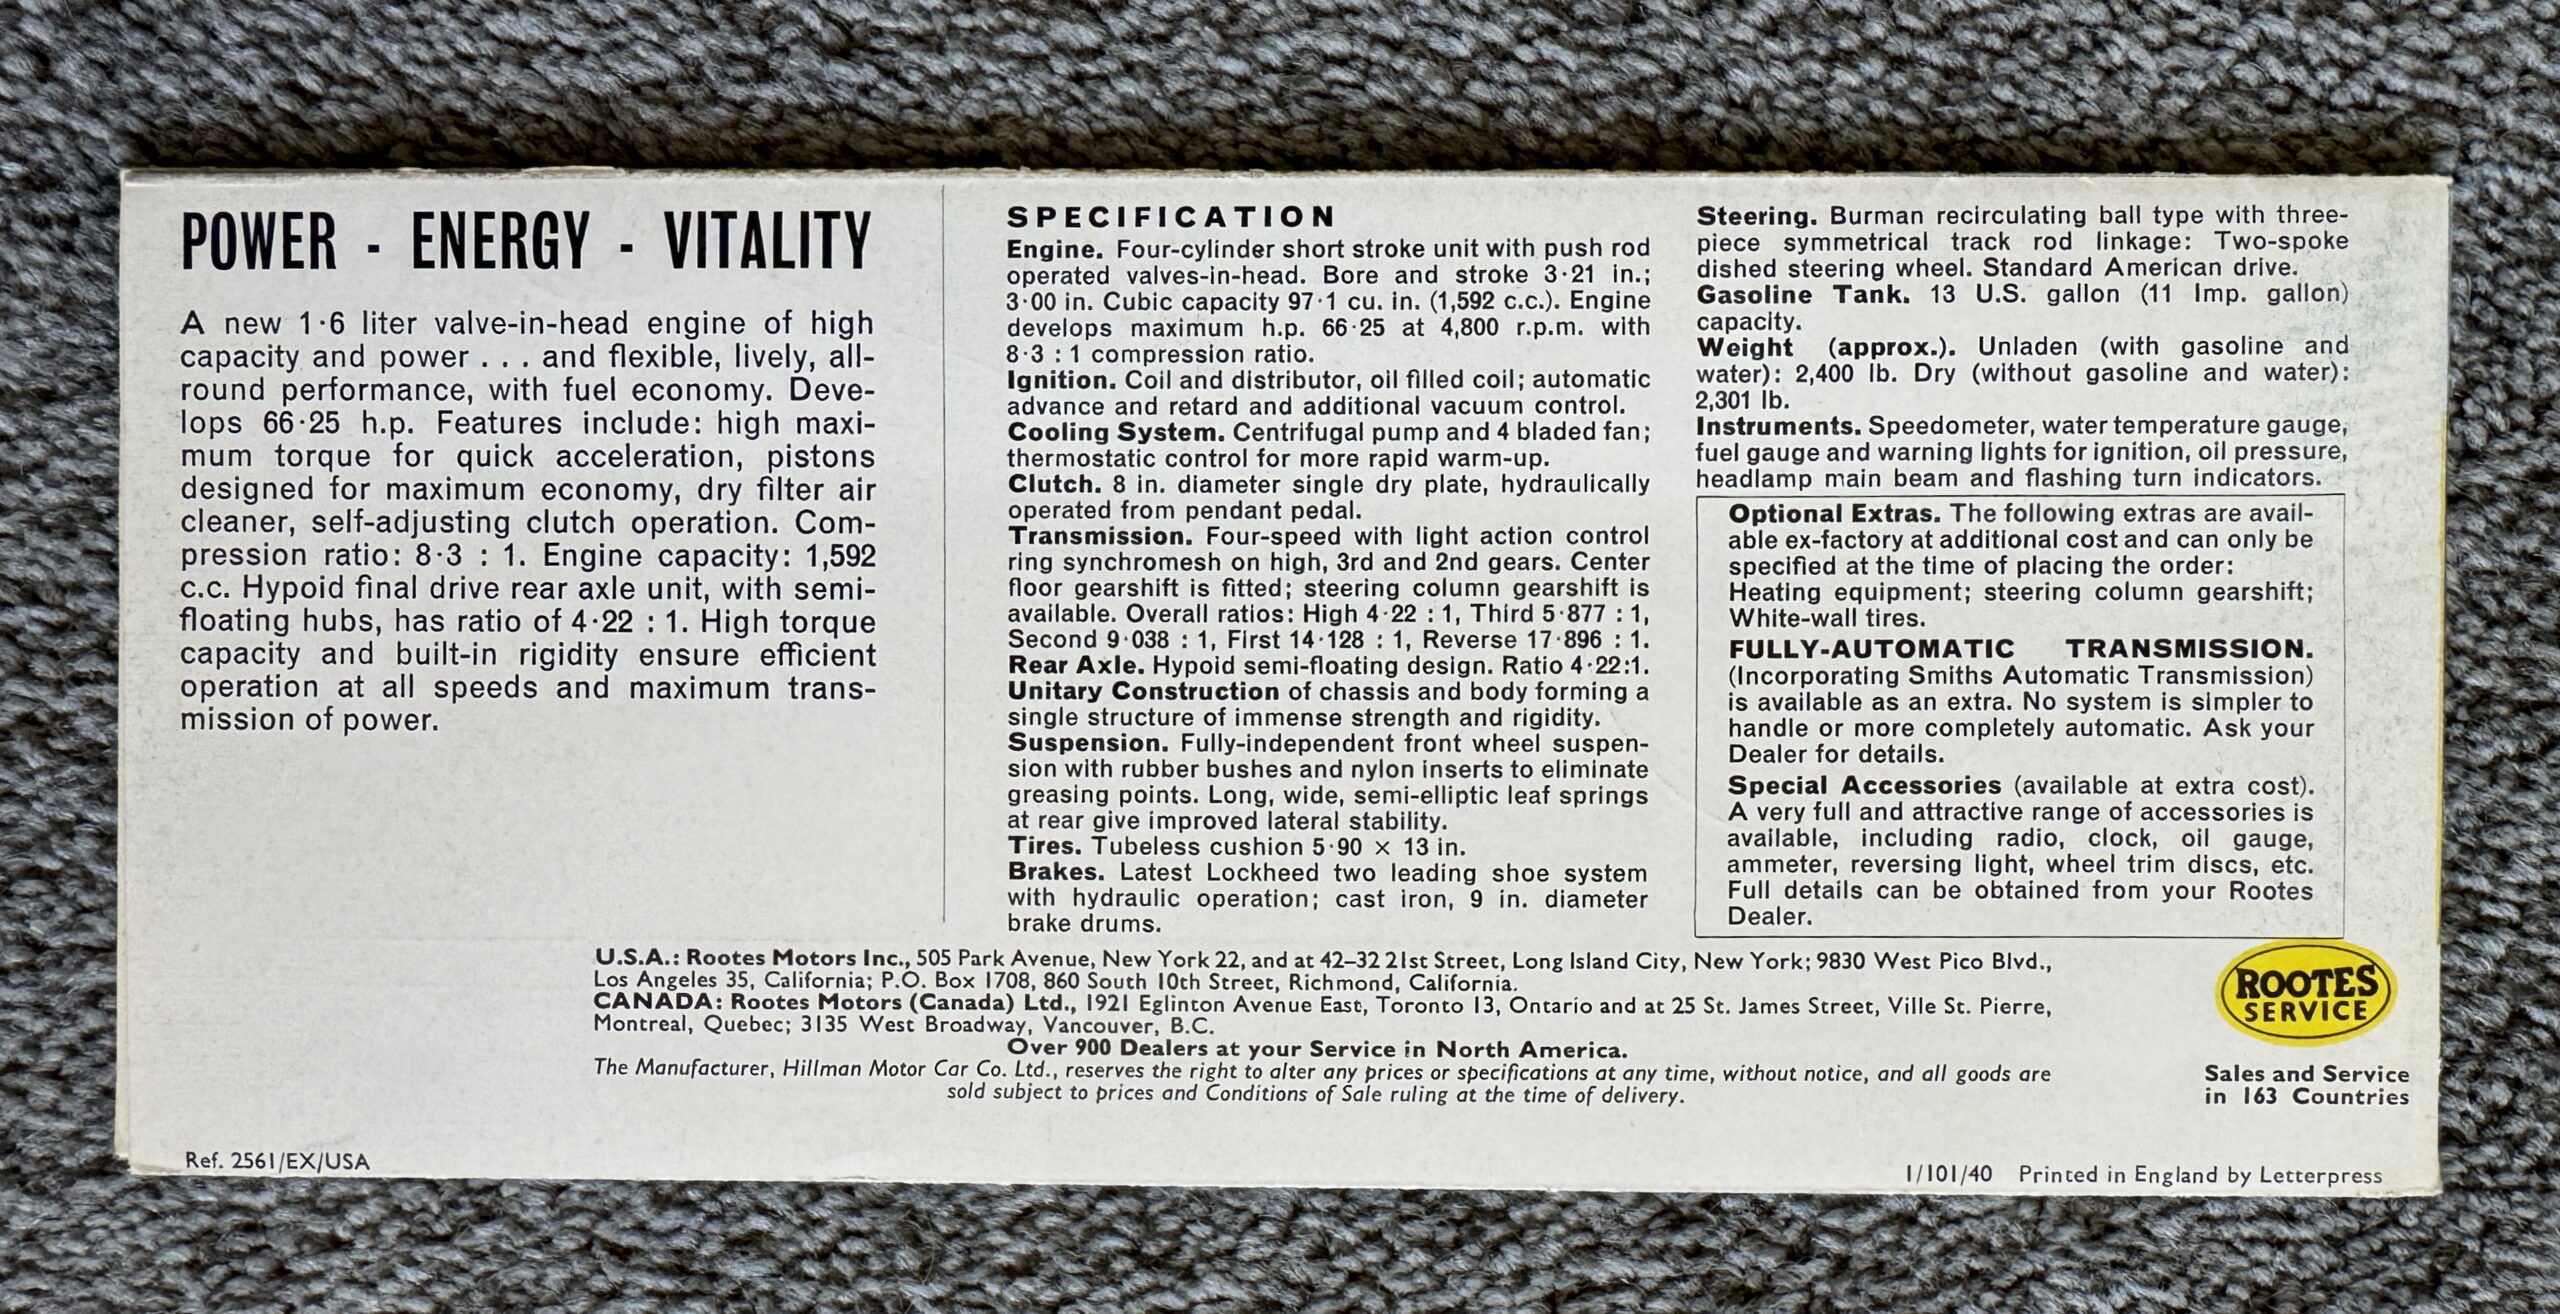 POWER - ENERGY - VITALITY
A new 1·6 liter valve-in-head engine of high
capacity and power . . . and flexible, lively, all-
round performance, with fuel economy. Deve-
lops 66·25 h.p. Features include: high maxi-
mum torque for quick acceleration, pistons
designed for maximum economy, dry filter air
cleaner, self-adjusting clutch operation. Com-
pression ratio: 8·3 : 1. Engine capacity: 1,592
c.c. Hypoid final drive rear axle unit, with semi-
floating hubs, has ratio of 4·22 : 1. High torque
capacity and built-in rigidity ensure efficient
operation at all speeds and maximum trans-
mission of power.
SPECIFICATION
Engine. Four-cylinder short stroke unit with push rod
operated valves-in-head. Bore and stroke 3·21 in.;
3·00 in. Cubic capacity 97·1 cu. in. (1,592 c.c.). Engine
develops maximum h.p. 66·25 at 4,800 r.p.m. with
8·3 : 1 compression ratio.
Ignition. Coil and distributor, oil filled coil; automatic
advance and retard and additional vacuum control.
Cooling System. Centrifugal pump and 4 bladed fan;
thermostatic control for more rapid warm-up.
Clutch. 8 in. diameter single dry plate, hydraulically
operated from pendant pedal.
Transmission. Four-speed with light action control
ring synchromesh on high, 3rd and 2nd gears. Center
floor gearshift is fitted; steering column gearshift is
available. Overall ratios: High 4·22 : 1, Third 5·877 : 1,
Second 9·038 : 1, First 14·128 : 1, Reverse 17·896 : 1.
Rear Axle. Hypoid semi-floating design. Ratio 4·22:1.
Unitary Construction of chassis and body forming a
single structure of immense strength and rigidity.
Suspension. Fully-independent front wheel suspen-
sion with rubber bushes and nylon inserts to eliminate
greasing points. Long, wide, semi-elliptic leaf springs
at rear give improved lateral stability.
Tires. Tubeless cushion 5·90 × 13 in.
Brakes. Latest Lockheed two leading shoe system
with hydraulic operation; cast iron, 9 in. diameter
brake drums.
Steering. Burman recirculating ball type with three-
piece symmetrical track rod linkage: Two-spoke
dished steering wheel. Standard American drive.
Gasoline Tank. 13 U.S. gallon (11 Imp. gallon)
capacity.
Weight (approx.). Unladen (with gasoline and
water): 2,400 lb. Dry (without gasoline and water):
2,301 lb.
Instruments. Speedometer, water temperature gauge,
fuel gauge and warning lights for ignition, oil pressure,
headlamp main beam and flashing turn indicators.
Optional Extras. The following extras are avail-
able ex-factory at additional cost and can only be
specified at the time of placing the order:
Heating equipment; steering column gearshift;
White-wall tires.
FULLY-AUTOMATIC TRANSMISSION.
(Incorporating Smiths Automatic Transmission)
is available as an extra. No system is simpler to
handle or more completely automatic. Ask your
Dealer for details.
Special Accessories (available at extra cost).
A very full and attractive range of accessories is
available, including radio, clock, oil gauge,
ammeter, reversing light, wheel trim discs, etc.
Full details can be obtained from your Rootes
Dealer.
U.S.A.: Rootes Motors Inc., 505 Park Avenue, New York 22, and at 42–32 21st Street, Long Island City, New York; 9830 West Pico Blvd.,
Los Angeles 35, California; P.O. Box 1708, 860 South 10th Street, Richmond, California.
CANADA: Rootes Motors (Canada) Ltd., 1921 Eglinton Avenue East, Toronto 13, Ontario and at 25 St. James Street, Ville St. Pierre,
Montreal, Quebec; 3135 West Broadway, Vancouver, B.C.
Over 900 Dealers at your Service in North America.
The Manufacturer, Hillman Motor Car Co. Ltd., reserves the right to alter any prices or specifications at any time, without notice, and all goods are
sold subject to prices and Conditions of Sale ruling at the time of delivery.
ROOTES
SERVICE
Sales and Service
in 163 Countries
Ref. 2561/EX/USA
1/101/40 Printed in England by Letterpress